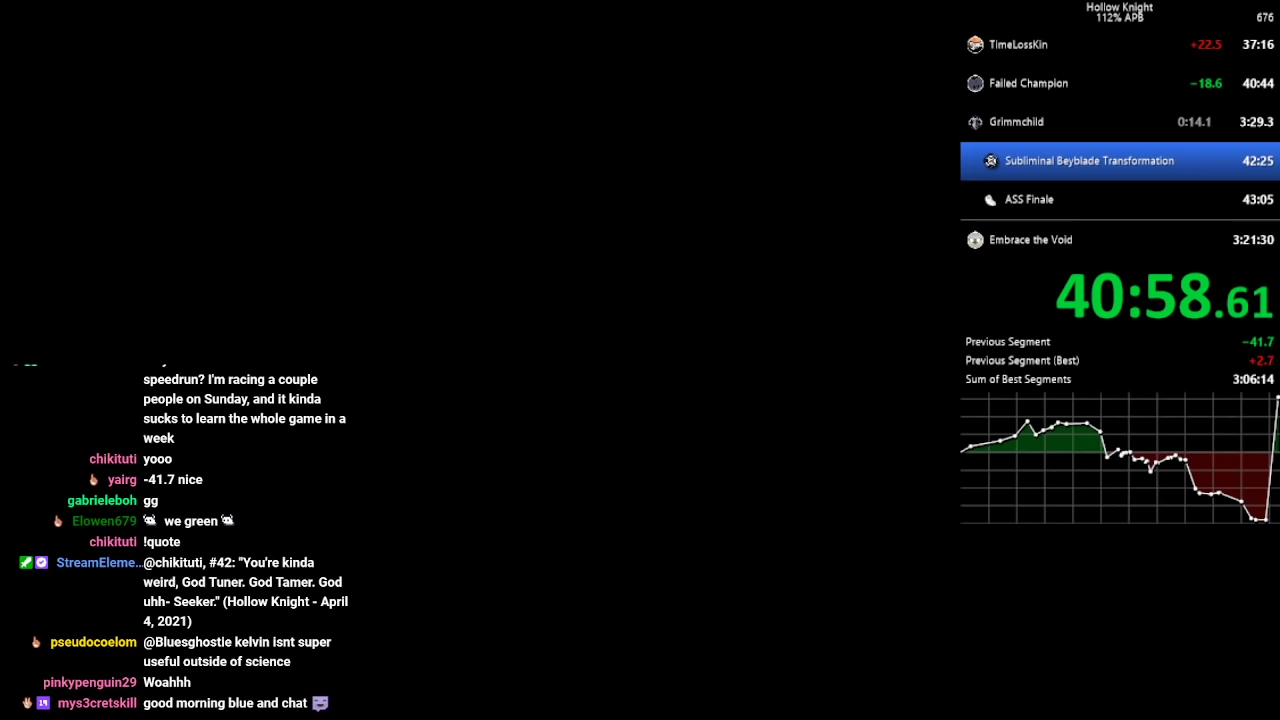 Hollow Knight
112% APB
676
TimeLossKin +22.5 37:16
Failed Champion -18.6 40:44
Grimmchild 0:14.1 3:29.3
Subliminal Beyblade Transformation 42:25
ASS Finale 43:05
Embrace the Void 3:21:30
40:58.61
Previous Segment -41.7
Previous Segment (Best) +2.7
Sum of Best Segments 3:06:14
speedrun? I'm racing a couple
people on Sunday, and it kinda
sucks to learn the whole game in a
week
chikituti yooo
yairg -41.7 nice
gabrieleboh gg
Elowen679 we green
chikituti !quote
StreamEleme... @chikituti, #42: "You're kinda
weird, God Tuner. God Tamer. God
uhh- Seeker." (Hollow Knight - April
4, 2021)
pseudocoelom @Bluesghostie kelvin isnt super
useful outside of science
pinkypenguin29 Woahhh
mys3cretskill good morning blue and chat